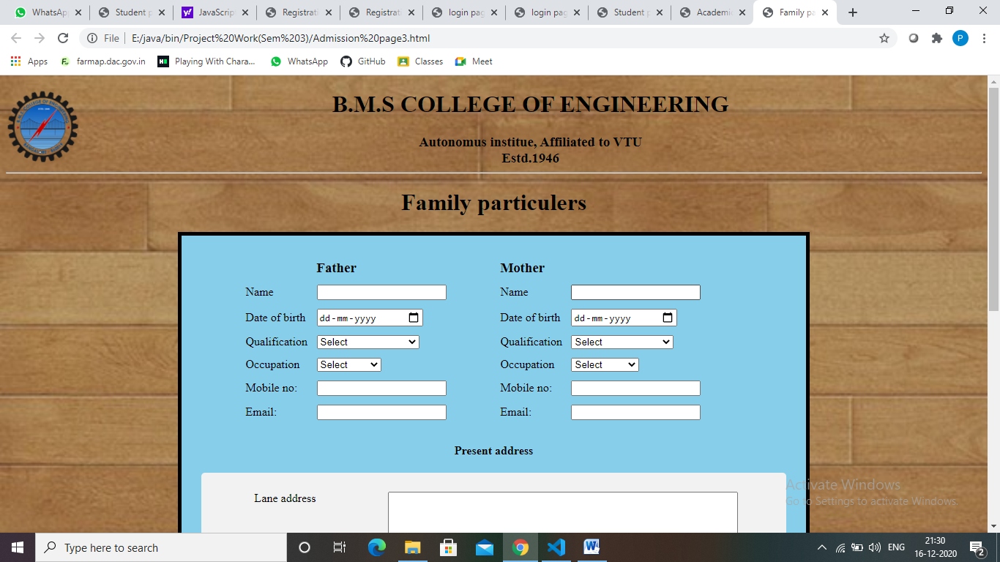 WhatsAp
Student p
JavaScrip
Registrati
Registrati
login pag
login pag
Student p
Academi
Family pa
File
E:/java/bin/Project%20Work(Sem%203)/Admission%20page3.html
P
Apps
farmap.dac.gov.in
Playing With Chara...
WhatsApp
GitHub
Classes
Meet
B.M.S COLLEGE OF ENGINEERING
Autonomus institue, Affiliated to VTU
Estd.1946
Family particulers
Father Mother
Name Name
Date of birth dd-mm-yyyy Date of birth dd-mm-yyyy
Qualification Select Qualification Select
Occupation Select Occupation Select
Mobile no: Mobile no:
Email: Email:
Present address
Lane address
Activate Windows
Go to Settings to activate Windows.
Type here to search
ENG
21:30
16-12-2020
2